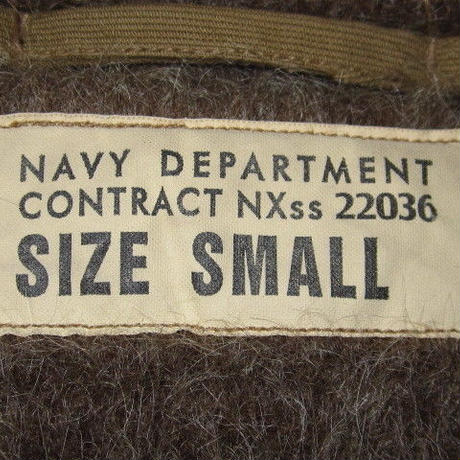 NAVY DEPARTMENT
CONTRACT NXss 22036
SIZE SMALL